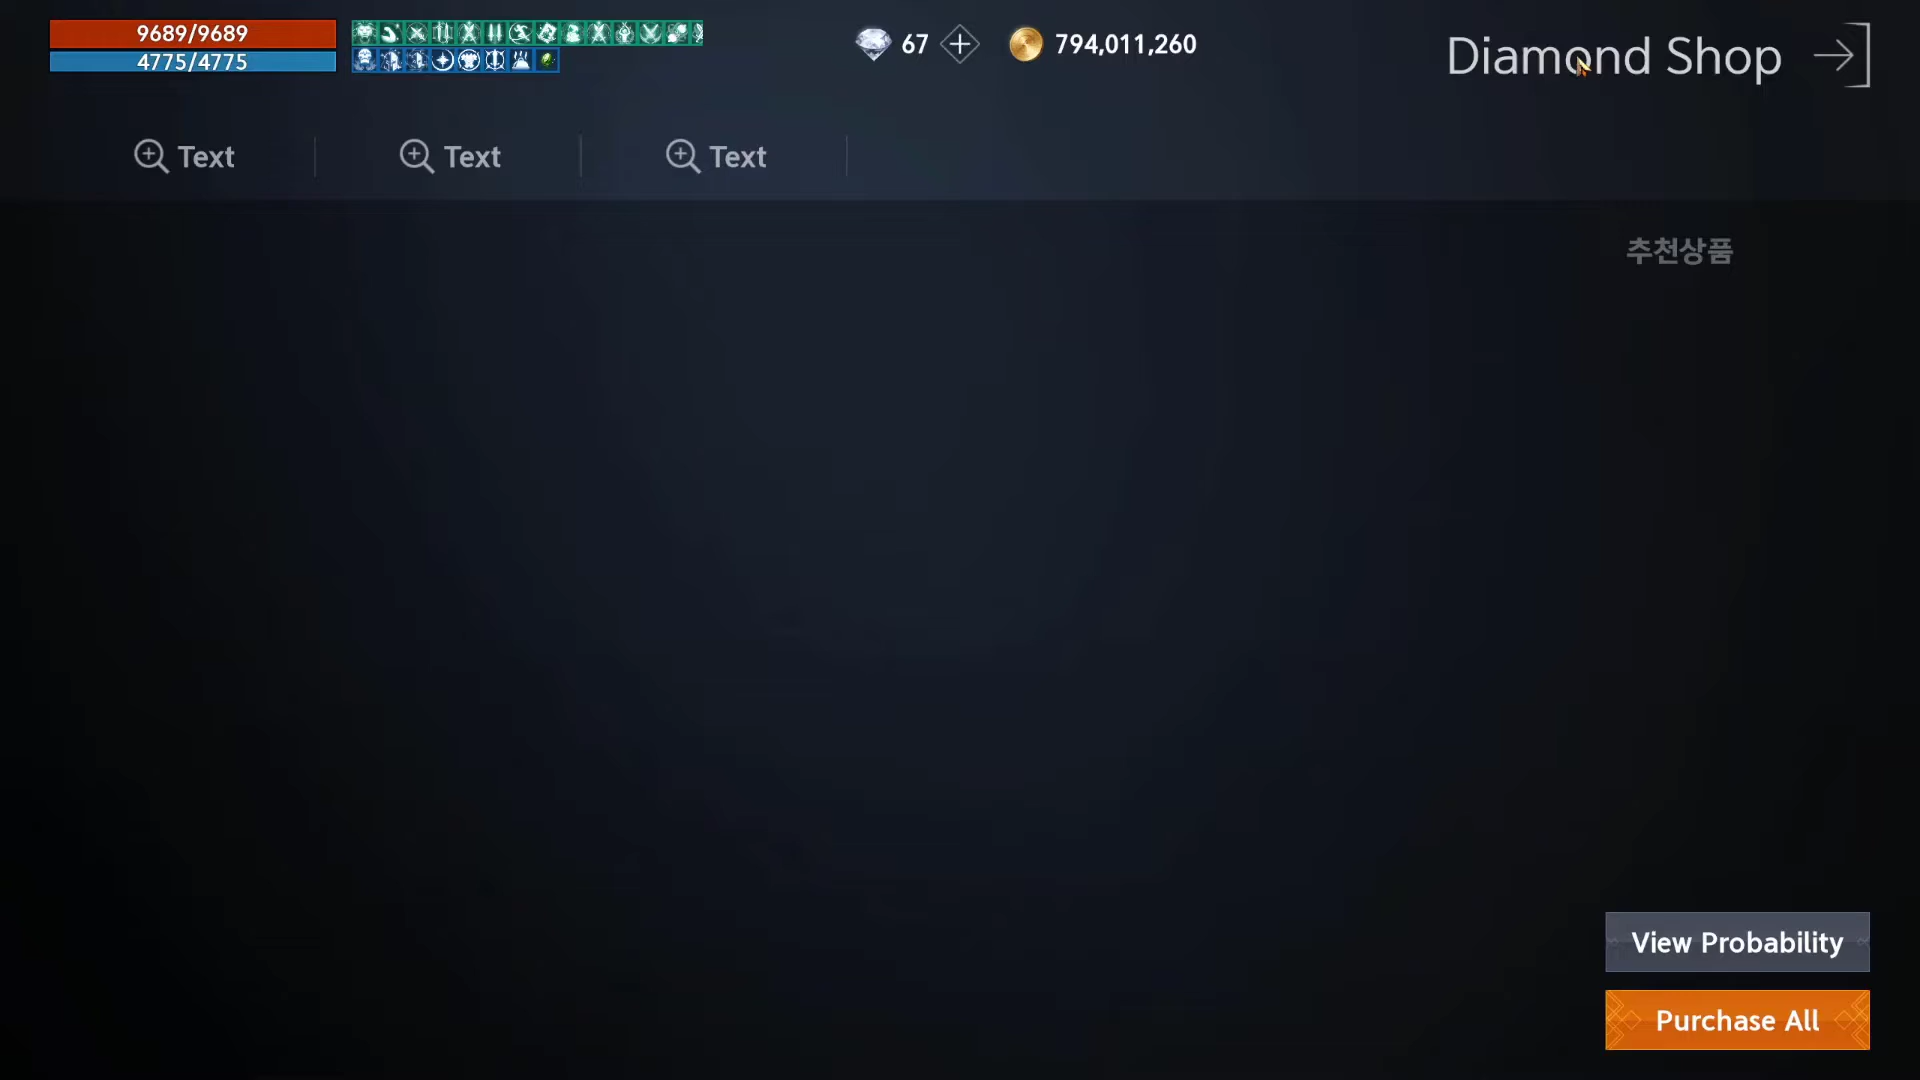 9689/9689
4775/4775
67
794,011,260
Diamond Shop
Text
Text
Text
추천상품
View Probability
Purchase All